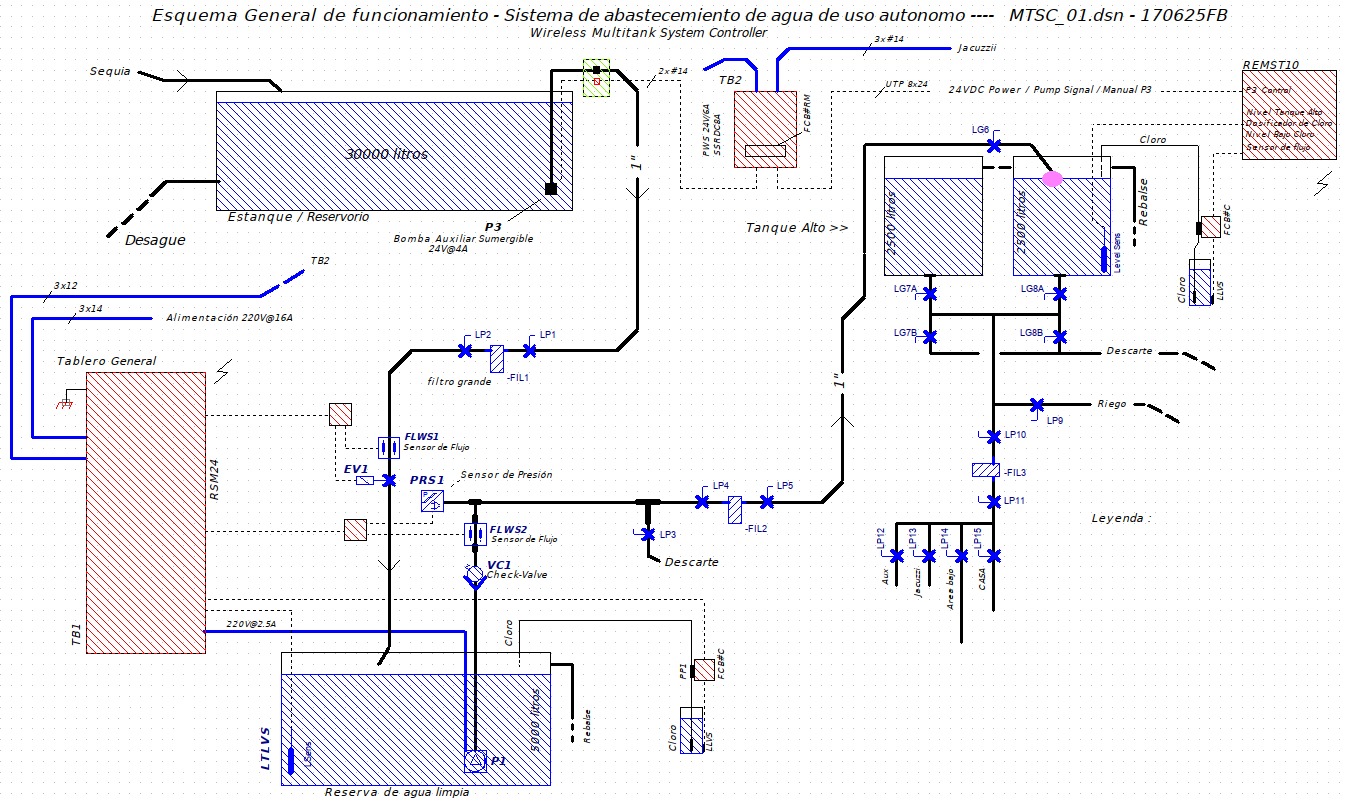 Esquema General de funcionamiento - Sistema de abastecemiento de agua de uso autonomo ---- MTSC_01.dsn - 170625FB
Wireless Multitank System Controller
3x#14
Jacuzzii
Sequia
2x#14
TB2
REMST10
UTP 8x24
24VDC Power / Pump Signal / Manual P3
P3 Control
Nivel Tanque Alto
Dosificador de Cloro
Nivel Bajo Cloro
Sensor de flujo
PWS 24V/6A
SSRDC8A
FCB#RM
LG6
Cloro
30000 litros
1"
2500 litros
2500 litros
Rebalse
Level Sens
FCB#C
Cloro
LLVS
Estanque / Reservorio
Desague
P3
Bomba Auxiliar Sumergible
24V@4A
Tanque Alto >>
TB2
3x12
3x14
Alimentación 220V@16A
LG7A
LG8A
LG7B
LG8B
Descarte
LP2
LP1
filtro grande
-FIL1
Tablero General
1"
Riego
LP9
LP10
-FIL3
LP11
FLWS1
Sensor de Flujo
EV1
PRS1
Sensor de Presión
RSM24
LP4
LP5
-FIL2
LP3
Descarte
FLWS2
Sensor de Flujo
VC1
Check-Valve
Leyenda :
LP12
LP13
LP14
LP15
Aux
Jacuzzi
Area bajo
CASA
TB1
220V@2.5A
Cloro
PP1
FCB#C
5000 litros
Rebalse
Cloro
LLVS
LTLVS
LSens
P1
Reserva de agua limpia